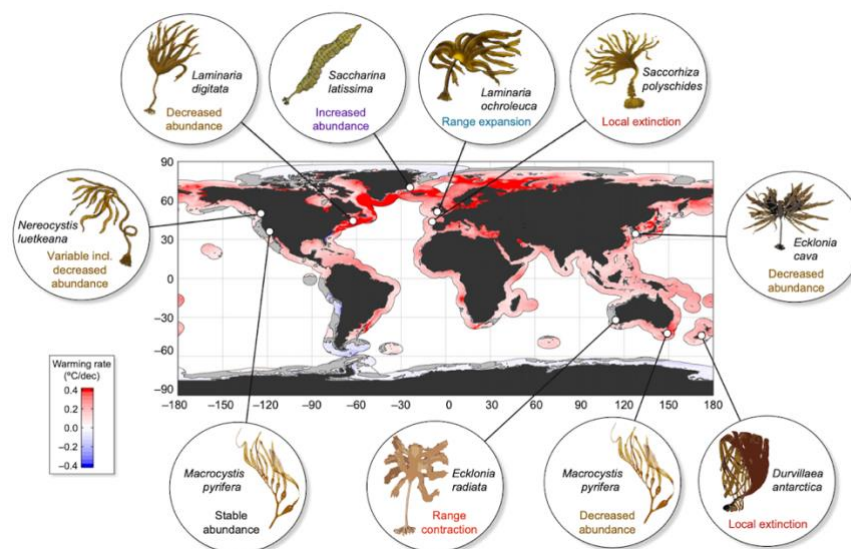 Laminaria
digitata
Decreased
abundance
Saccharina
latissima
Increased
abundance
Laminaria
ochroleuca
Range expansion
Saccorhiza
polyschides
Local extinction
Nereocystis
luetkeana
Variable incl.
decreased
abundance
Ecklonia
cava
Decreased
abundance
90
60
30
0
−30
−60
−90
−180 −150 −120 −90 −60 −30 0 30 60 90 120 150 180
Warming rate
(ºC/dec)
0.4
0.2
0.0
−0.2
−0.4
Macrocystis
pyrifera
Stable
abundance
Ecklonia
radiata
Range
contraction
Macrocystis
pyrifera
Decreased
abundance
Durvillaea
antarctica
Local extinction